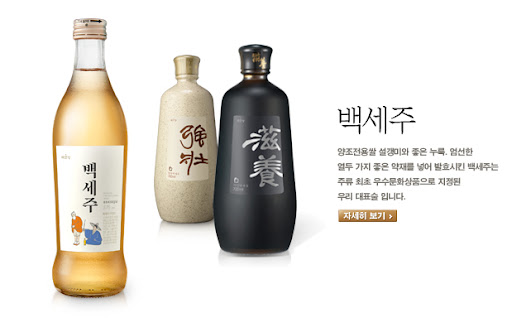 백세주
強壯
滋養
백세주
양조전용쌀 설갱미와 좋은 누룩. 엄선한
열두 가지 좋은 약재를 넣어 발효시킨 백세주는
주류 최초 우수문화상품으로 지정된
우리 대표술 입니다.
자세히 보기 >